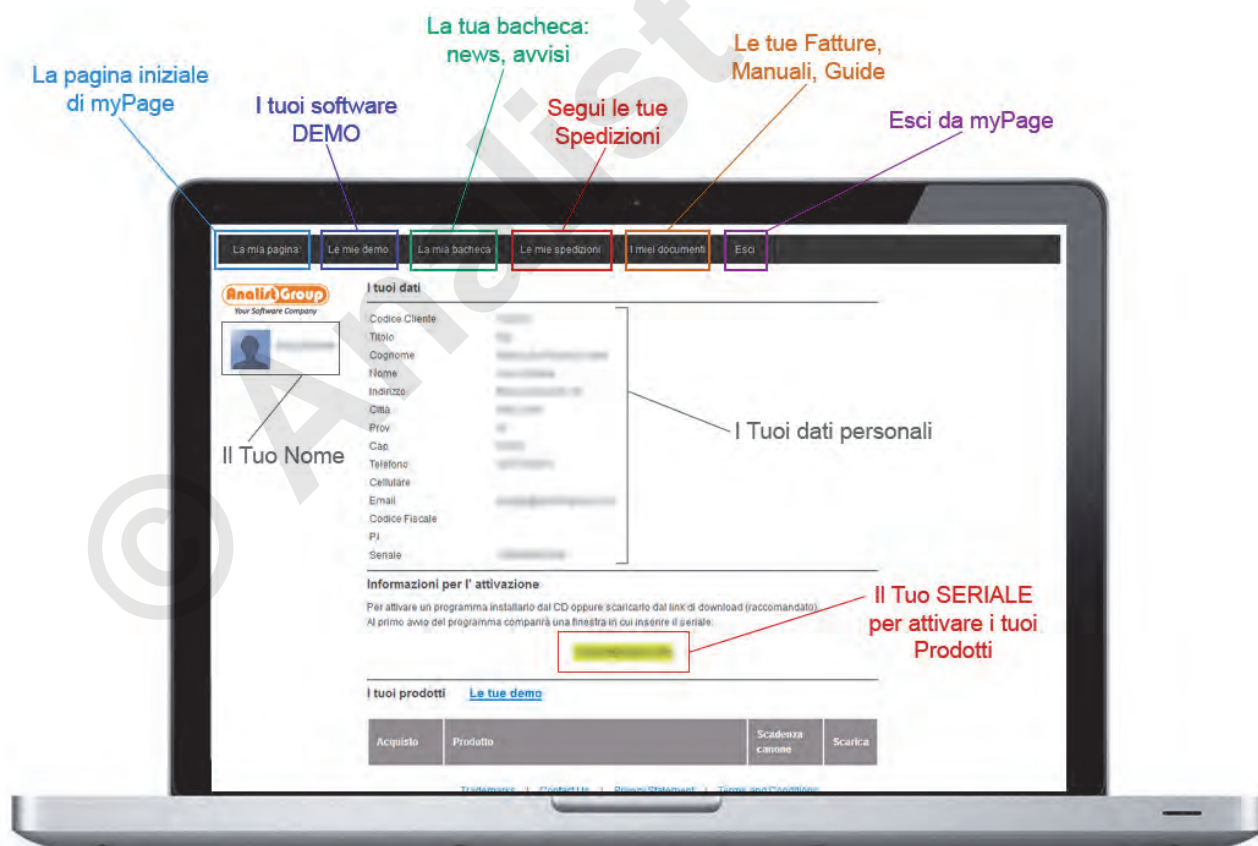 La tua bacheca:
news, avvisi
Le tue Fatture,
Manuali, Guide
La pagina iniziale
di myPage
I tuoi software
DEMO
Segui le tue
Spedizioni
Esci da myPage
La mia pagina Le mie demo La mia bacheca Le mie spedizioni I miei documenti Esci
Analist Group
Your Software Company
I tuoi dati
Codice Cliente
Titolo
Cognome
Nome
Indirizzo
Città
Prov
Cap
Telefono
Cellulare
Email
Codice Fiscale
P.I
Seriale
Il Tuo Nome
I Tuoi dati personali
Informazioni per l' attivazione
Per attivare un programma installarlo dal CD oppure scaricarlo dal link di download (raccomandato).
Al primo avvio del programma comparirà una finestra in cui inserire il seriale.
Il Tuo SERIALE
per attivare i tuoi
Prodotti
I tuoi prodotti Le tue demo
Acquisto Prodotto Scadenza canone Scarica
Trademarks | Contact Us | Privacy Statement | Terms and Conditions
© Analist